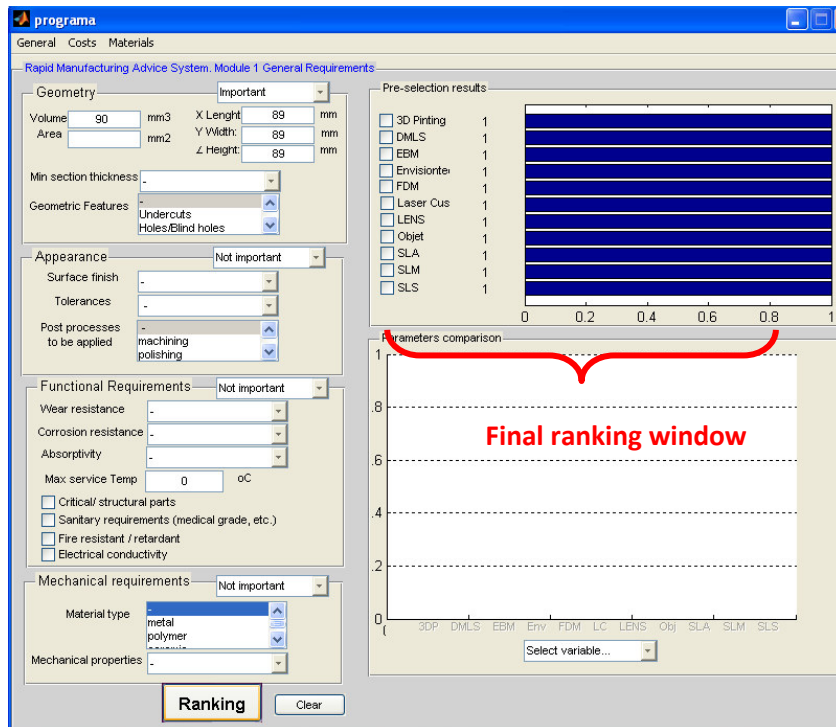 programa
General Costs Materials
Rapid Manufacturing Advice System. Module 1 General Requirements
Geometry Important
Volume 90 mm3 X Lenght 89 mm
Area mm2 Y Width: 89 mm
Z Height: 89 mm
Min section thickness -
Geometric Features -
Undercuts
Holes/Blind holes
Appearance Not important
Surface finish -
Tolerances -
Post processes to be applied -
machining
polishing
Functional Requirements Not important
Wear resistance -
Corrosion resistance -
Absorptivity -
Max service Temp 0 oC
Critical/ structural parts
Sanitary requirements (medical grade, etc.)
Fire resistant / retardant
Electrical conductivity
Mechanical requirements Not important
Material type -
metal
polymer
Mechanical properties -
Ranking Clear
Pre-selection results
3D Pinting 1
DMLS 1
EBM 1
Envisionte 1
FDM 1
Laser Cus 1
LENS 1
Objet 1
SLA 1
SLM 1
SLS 1
0 0.2 0.4 0.6 0.8 1
Parameters comparison
1
.8
Final ranking window
.6
.4
.2
0
(
3DP DMLS EBM Env FDM LC LENS Obj SLA SLM SLS
Select variable...